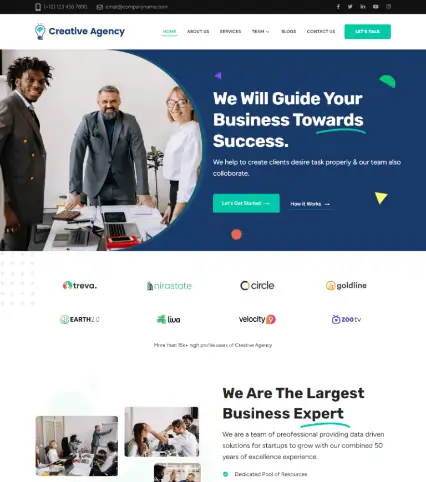 (+12) 123 456 7890
email@companyname.com
Creative Agency
HOME
ABOUT US
SERVICES
TEAM
BLOGS
CONTACT US
LET'S TALK
We Will Guide Your
Business Towards
Success.
We help to create clients desire task properly & our team also
colloborate.
Let's Get Started
How it Works
treva.
nirastate
circle
goldline
EARTH2.0
liva
velocity 9
zootv
More than 15k+ high profile users of Creative Agency
We Are The Largest
Business Expert
We are a team of preofessional providing data driven
solutions for startups to grow with our combined 50
years of excellence experience.
Dedicated Pool of Resources